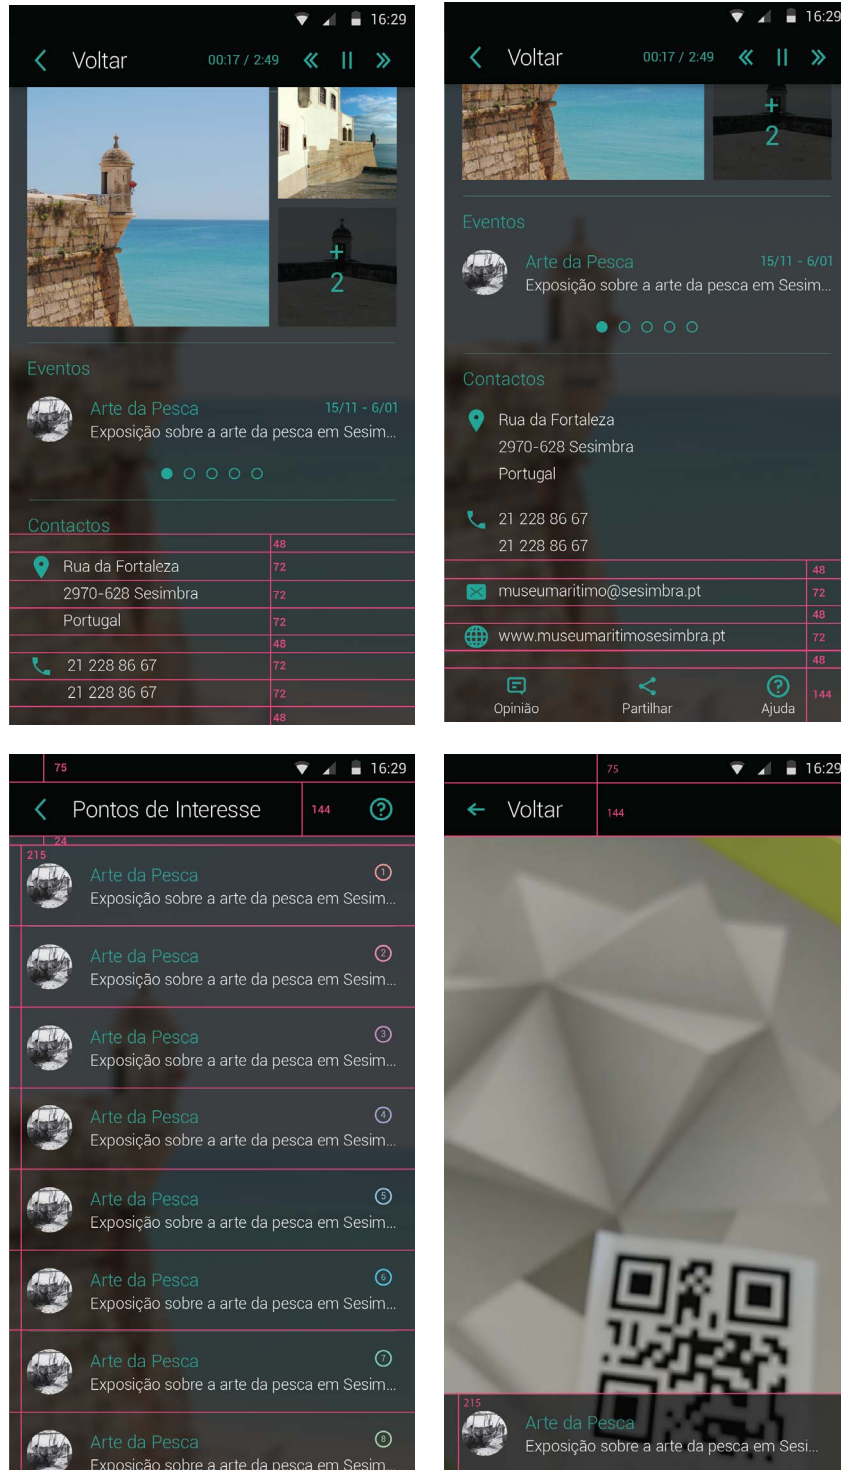 16:29
Voltar 00:17 / 2:49
+
2
Eventos
Arte da Pesca 15/11 - 6/01
Exposição sobre a arte da pesca em Sesim...
Contactos
48
Rua da Fortaleza 72
2970-628 Sesimbra 72
Portugal 72
48
21 228 86 67 72
21 228 86 67 72
48
16:29
Voltar 00:17 / 2:49
+
2
Eventos
Arte da Pesca 15/11 - 6/01
Exposição sobre a arte da pesca em Sesim...
Contactos
Rua da Fortaleza
2970-628 Sesimbra
Portugal
21 228 86 67
21 228 86 67
48
museumaritimo@sesimbra.pt 72
48
www.museumaritimosesimbra.pt 72
48
Opinião Partilhar Ajuda 144
75 16:29
Pontos de Interesse 144 ?
24
215
Arte da Pesca 1
Exposição sobre a arte da pesca em Sesim...
Arte da Pesca 2
Exposição sobre a arte da pesca em Sesim...
Arte da Pesca 3
Exposição sobre a arte da pesca em Sesim...
Arte da Pesca 4
Exposição sobre a arte da pesca em Sesim...
Arte da Pesca 5
Exposição sobre a arte da pesca em Sesim...
Arte da Pesca 6
Exposição sobre a arte da pesca em Sesim...
Arte da Pesca 7
Exposição sobre a arte da pesca em Sesim...
Arte da Pesca 8
Exposição sobre a arte da pesca em Sesim...
75 16:29
Voltar 144
215
Arte da Pesca
Exposição sobre a arte da pesca em Sesi...